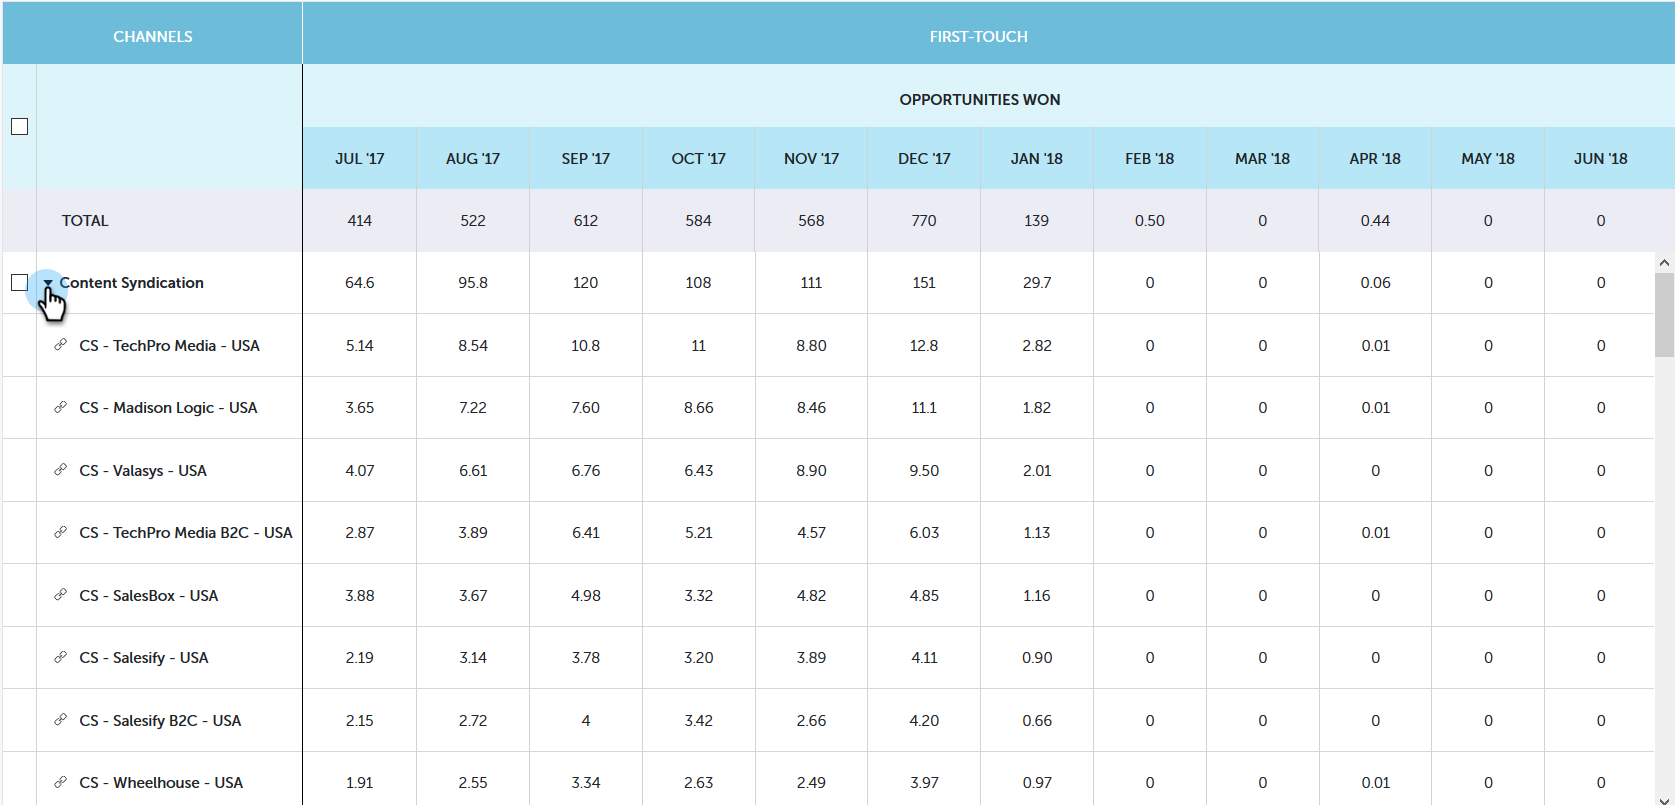 CHANNELS FIRST-TOUCH
OPPORTUNITIES WON
JUL '17 AUG '17 SEP '17 OCT '17 NOV '17 DEC '17 JAN '18 FEB '18 MAR '18 APR '18 MAY '18 JUN '18
TOTAL 414 522 612 584 568 770 139 0.50 0 0.44 0 0
Content Syndication 64.6 95.8 120 108 111 151 29.7 0 0 0.06 0 0
CS - TechPro Media - USA 5.14 8.54 10.8 11 8.80 12.8 2.82 0 0 0.01 0 0
CS - Madison Logic - USA 3.65 7.22 7.60 8.66 8.46 11.1 1.82 0 0 0.01 0 0
CS - Valasys - USA 4.07 6.61 6.76 6.43 8.90 9.50 2.01 0 0 0 0 0
CS - TechPro Media B2C - USA 2.87 3.89 6.41 5.21 4.57 6.03 1.13 0 0 0.01 0 0
CS - SalesBox - USA 3.88 3.67 4.98 3.32 4.82 4.85 1.16 0 0 0 0 0
CS - Salesify - USA 2.19 3.14 3.78 3.20 3.89 4.11 0.90 0 0 0 0 0
CS - Salesify B2C - USA 2.15 2.72 4 3.42 2.66 4.20 0.66 0 0 0 0 0
CS - Wheelhouse - USA 1.91 2.55 3.34 2.63 2.49 3.97 0.97 0 0 0.01 0 0